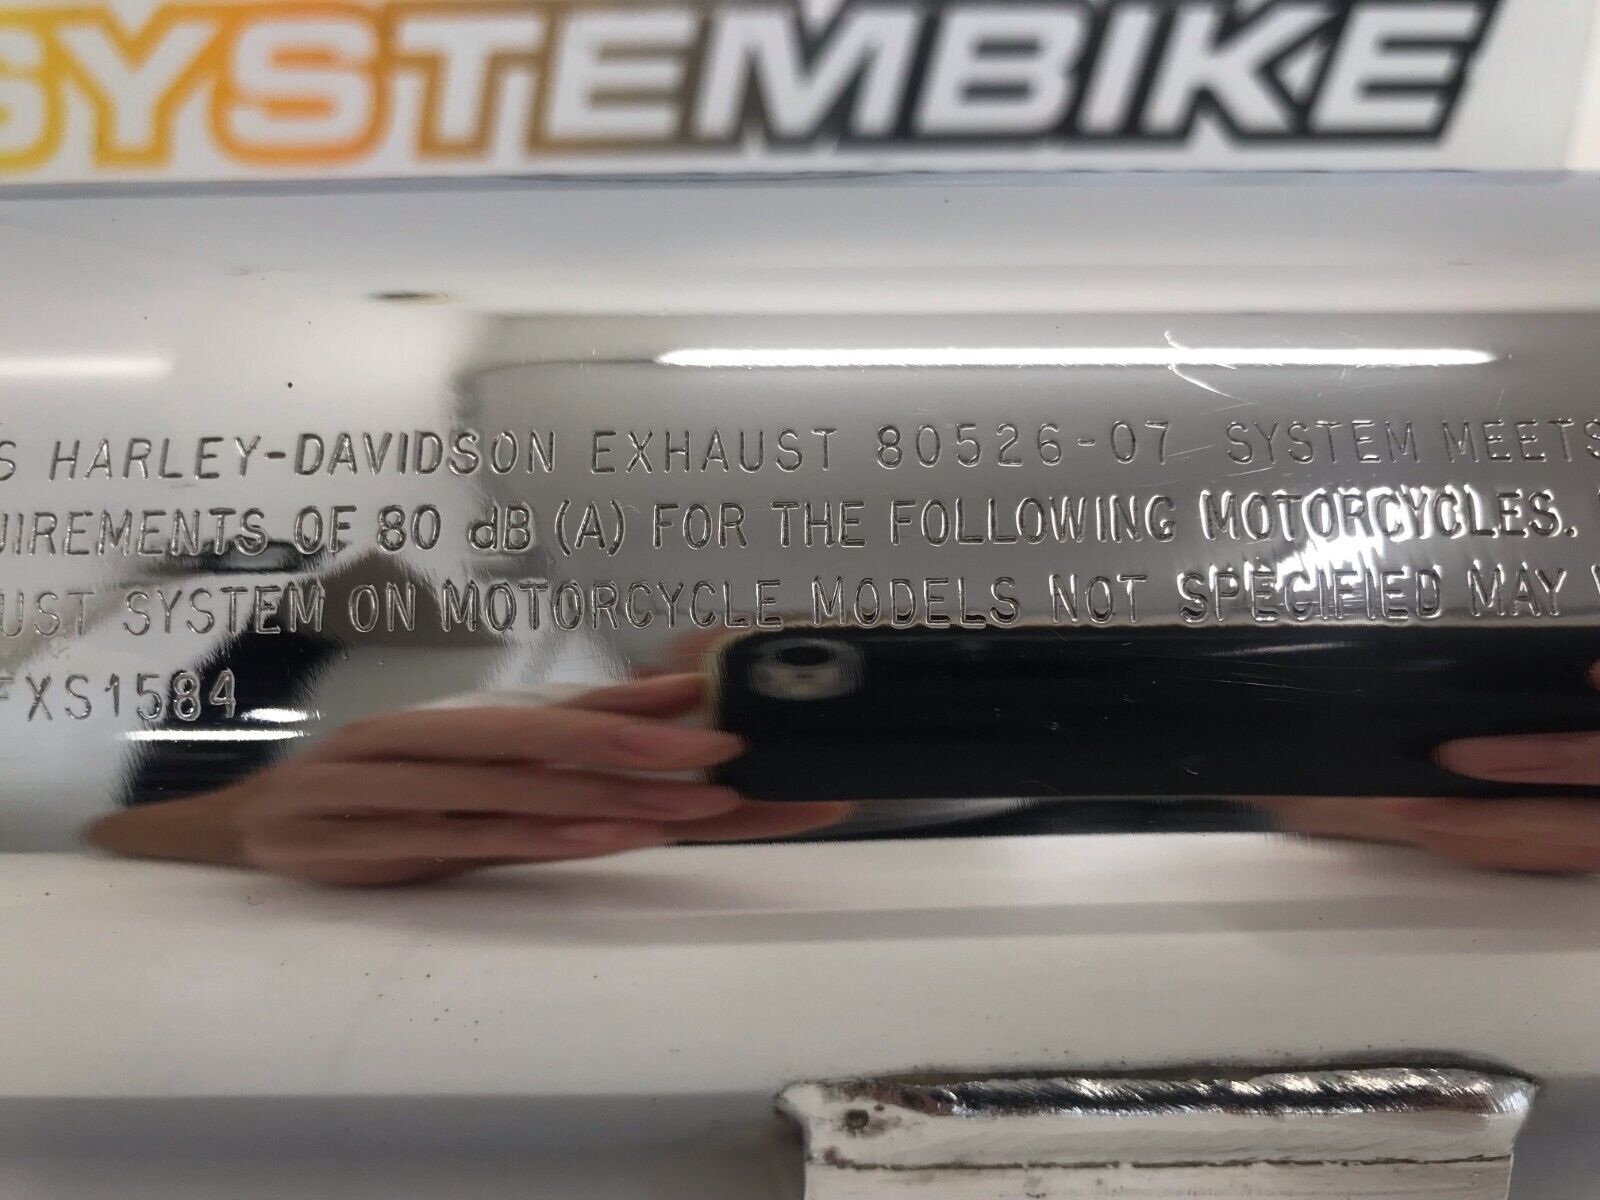 SYSTEMBIKE
S HARLEY-DAVIDSON EXHAUST 80526-07 SYSTEM MEETS
UIREMENTS OF 80 dB (A) FOR THE FOLLOWING MOTORCYCLES.
UST SYSTEM ON MOTORCYCLE MODELS NOT SPECIFIED MAY V
FXS1584